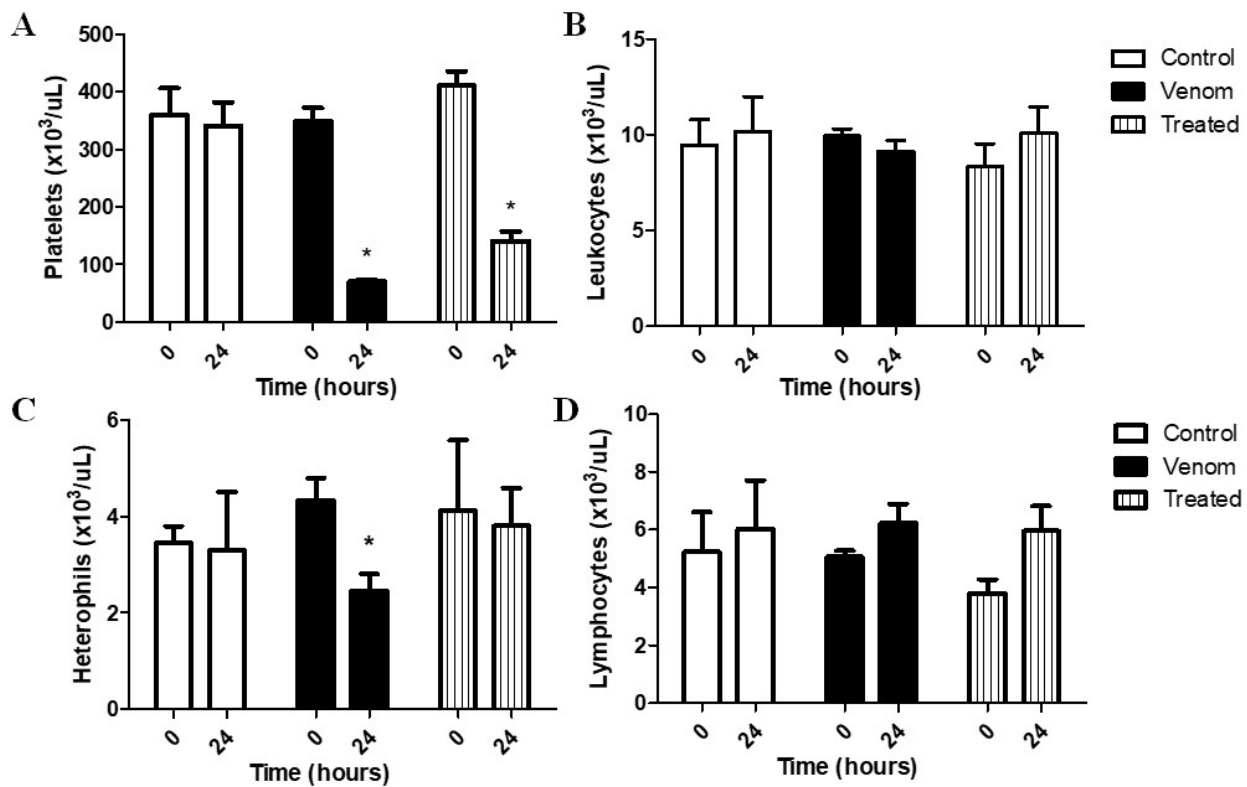 A
Platelets (x10³/uL)
500
400
300
200
100
0
*
*
0 24 0 24 0 24
Time (hours)
B
Leukocytes (x10³/uL)
15
10
5
0
0 24 0 24 0 24
Time (hours)
Control
Venom
Treated
C
Heterophils (x10³/uL)
6
4
2
0
*
0 24 0 24 0 24
Time (hours)
D
Lymphocytes (x10³/uL)
10
8
6
4
2
0
0 24 0 24 0 24
Time (hours)
Control
Venom
Treated